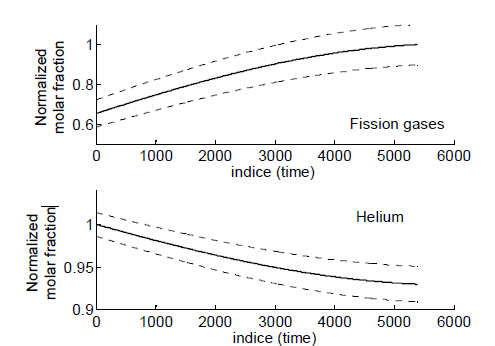 Normalized
molar fraction
1
0.8
0.6
Fission gases
0 1000 2000 3000 4000 5000 6000
indice (time)
Normalized
molar fraction|
1
0.95
0.9
Helium
0 1000 2000 3000 4000 5000 6000
indice (time)